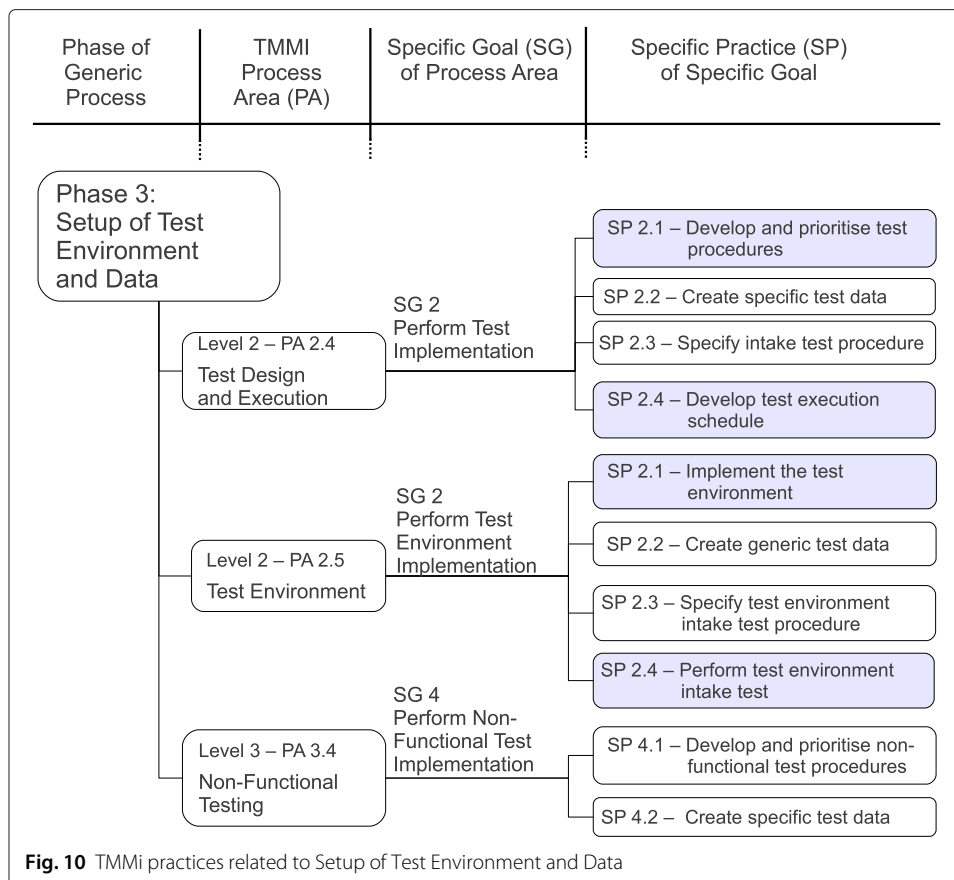 Phase of
Generic
Process
TMMI
Process
Area (PA)
Specific Goal (SG)
of Process Area
Specific Practice (SP)
of Specific Goal
Phase 3:
Setup of Test
Environment
and Data
Level 2 – PA 2.4
Test Design
and Execution
SG 2
Perform Test
Implementation
SP 2.1 – Develop and prioritise test
procedures
SP 2.2 – Create specific test data
SP 2.3 – Specify intake test procedure
SP 2.4 – Develop test execution
schedule
Level 2 – PA 2.5
Test Environment
SG 2
Perform Test
Environment
Implementation
SP 2.1 – Implement the test
environment
SP 2.2 – Create generic test data
SP 2.3 – Specify test environment
intake test procedure
SP 2.4 – Perform test environment
intake test
Level 3 – PA 3.4
Non-Functional
Testing
SG 4
Perform Non-
Functional Test
Implementation
SP 4.1 – Develop and prioritise non-
functional test procedures
SP 4.2 – Create specific test data
Fig. 10 TMMi practices related to Setup of Test Environment and Data